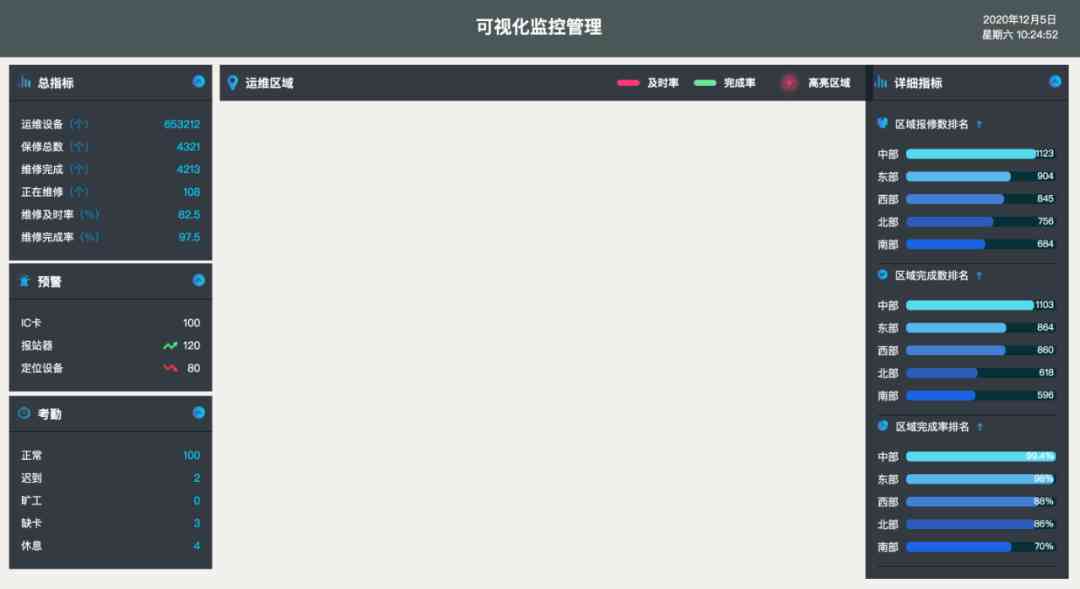 可视化监控管理
2020年12月5日
星期六 10:24:52
总指标
运维设备（个） 653212
保修总数（个） 4321
维修完成（个） 4213
正在维修（个） 108
维修及时率（%） 82.5
维修完成率（%） 97.5
预警
IC卡 100
报站器 120
定位设备 80
考勤
正常 100
迟到 2
旷工 0
缺卡 3
休息 4
运维区域 及时率 完成率 高亮区域
详细指标
区域报修数排名
中部 1123
东部 904
西部 845
北部 756
南部 684
区域完成数排名
中部 1103
东部 864
西部 860
北部 618
南部 596
区域完成率排名
中部 99.4%
东部 98%
西部 88%
北部 86%
南部 70%